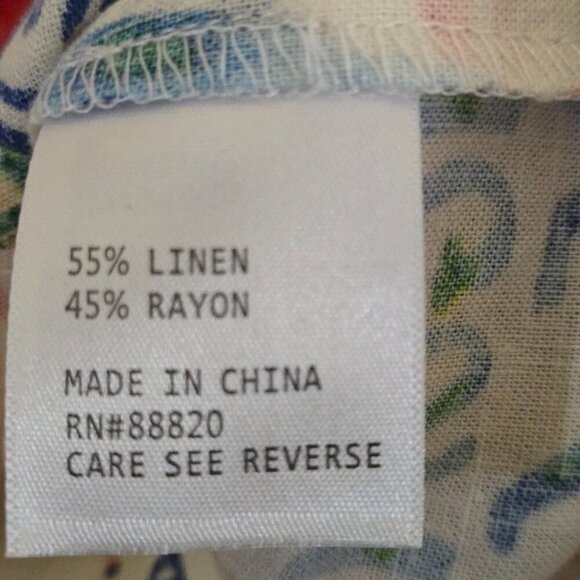 55% LINEN
45% RAYON
MADE IN CHINA
RN#88820
CARE SEE REVERSE